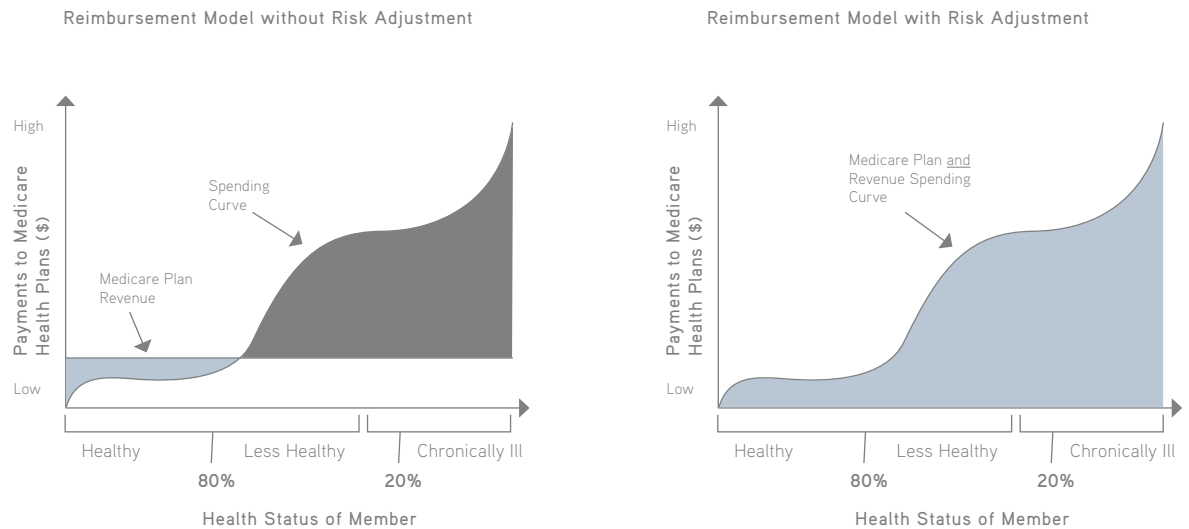 Reimbursement Model without Risk Adjustment
High
Payments to Medicare
Health Plans ($)
Low
Spending
Curve
Medicare Plan
Revenue
Healthy
Less Healthy
Chronically Ill
80%
20%
Health Status of Member
Reimbursement Model with Risk Adjustment
High
Payments to Medicare
Health Plans ($)
Low
Medicare Plan and
Revenue Spending
Curve
Healthy
Less Healthy
Chronically Ill
80%
20%
Health Status of Member